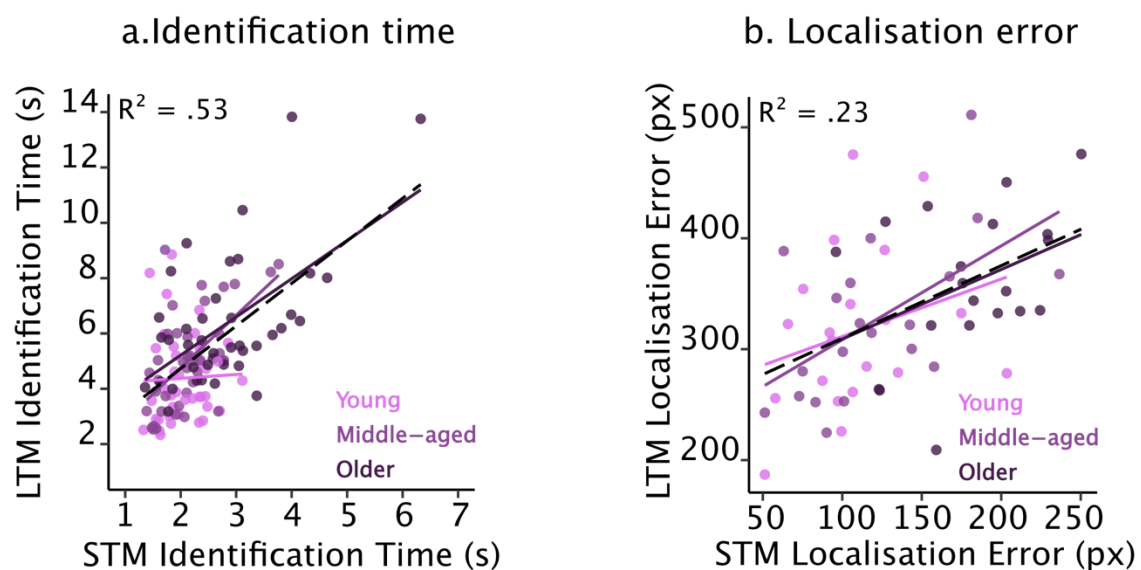 a.Identification time
R² = .53
LTM Identification Time (s)
14
12
10
8
6
4
2
1 2 3 4 5 6 7
STM Identification Time (s)
Young
Middle−aged
Older
b. Localisation error
R² = .23
LTM Localisation Error (px)
500
400
300
200
50 100 150 200 250
STM Localisation Error (px)
Young
Middle−aged
Older